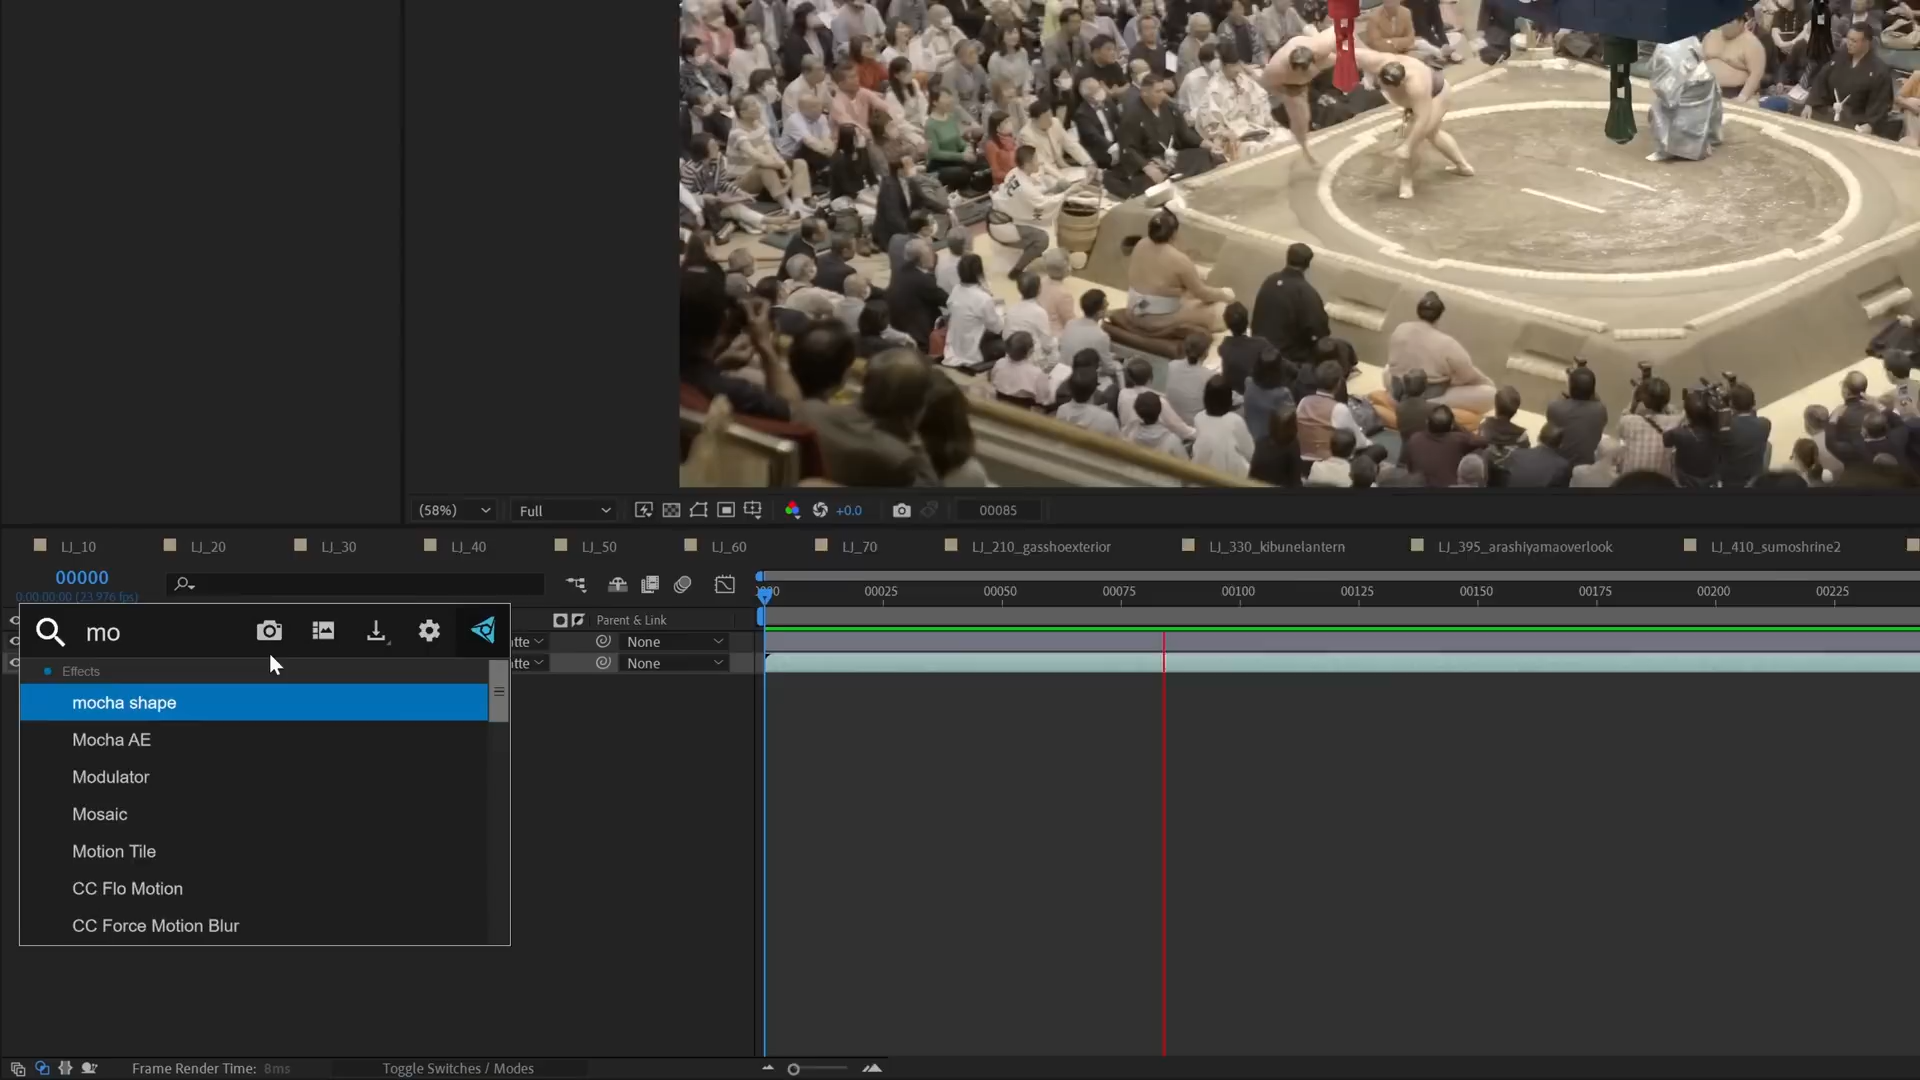 (58%)
Full
+0.0
00085
LJ_10
LJ_20
LJ_30
LJ_40
LJ_50
LJ_60
LJ_70
LJ_210_gasshoexterior
LJ_330_kibunelantern
LJ_395_arashiyamaoverlook
LJ_410_sumoshrine2
00000
0:00:00:00 (23.976 fps)
00025
00050
00075
00100
00125
00150
00175
00200
00225
mo
Parent & Link
None
None
Effects
mocha shape
Mocha AE
Modulator
Mosaic
Motion Tile
CC Flo Motion
CC Force Motion Blur
Frame Render Time: 8ms
Toggle Switches / Modes